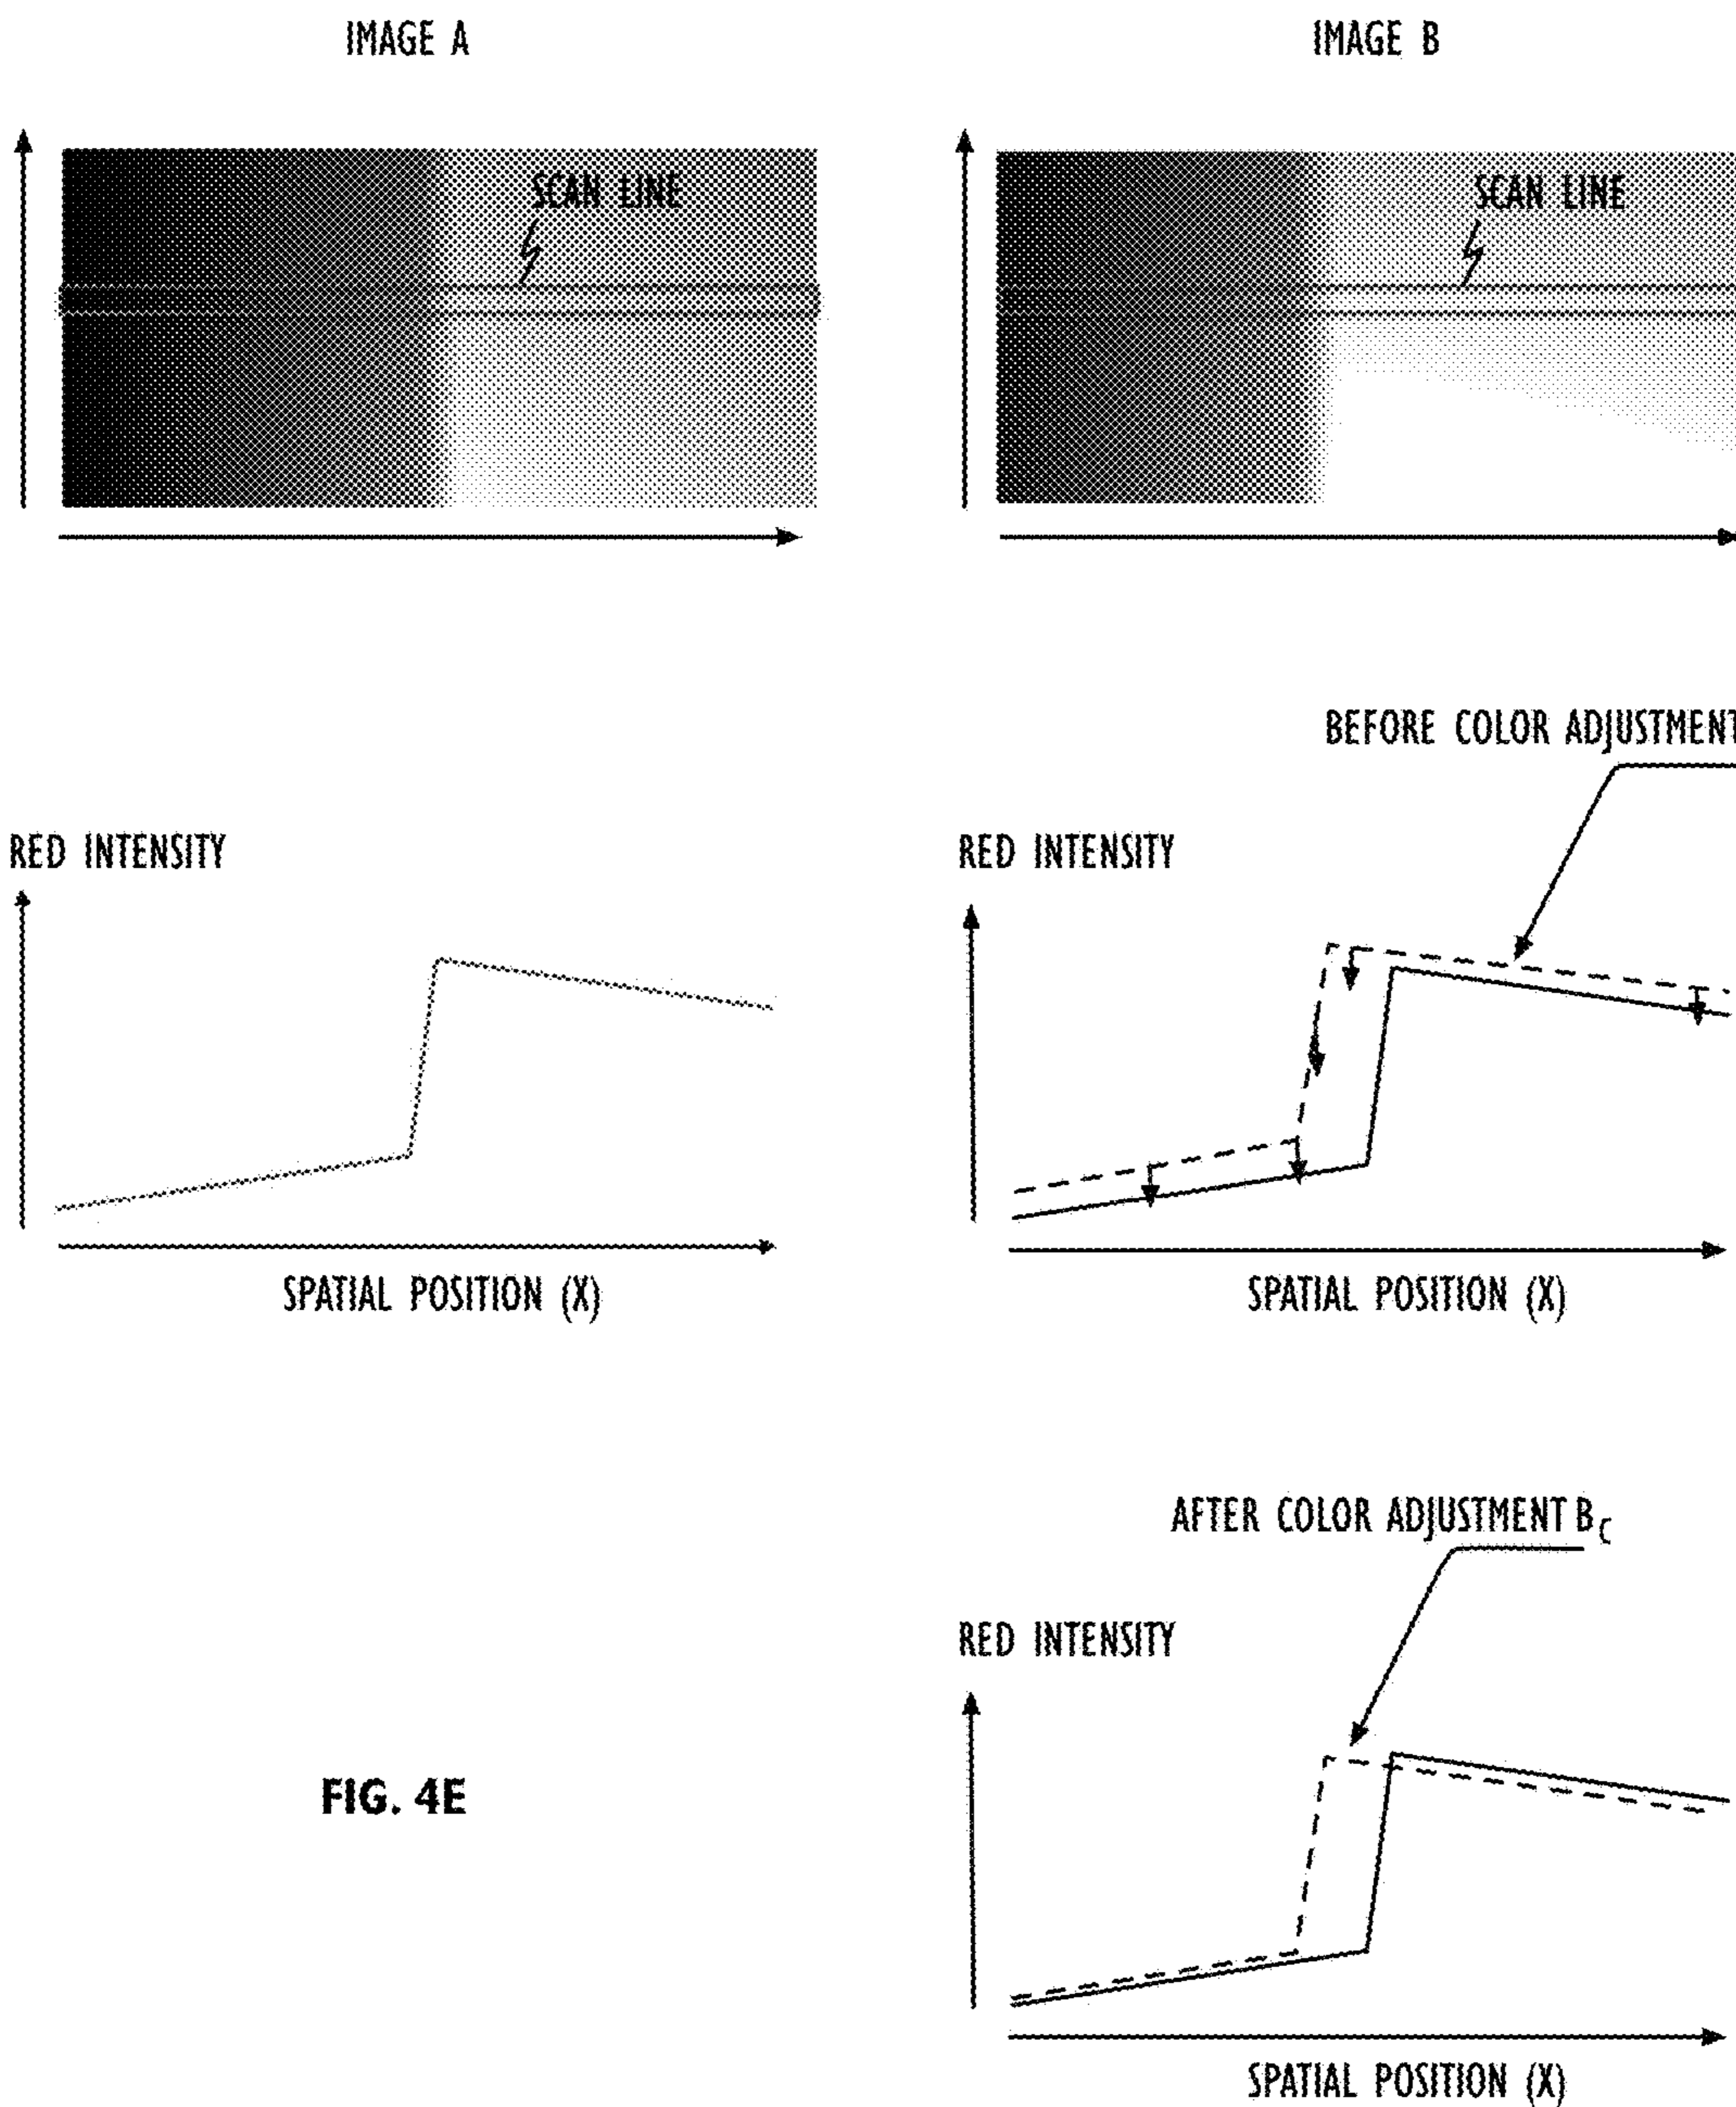 IMAGE A
IMAGE B
SCAN LINE
SCAN LINE
BEFORE COLOR ADJUSTMENT
RED INTENSITY
RED INTENSITY
SPATIAL POSITION (X)
SPATIAL POSITION (X)
AFTER COLOR ADJUSTMENT BC
RED INTENSITY
FIG. 4E
SPATIAL POSITION (X)